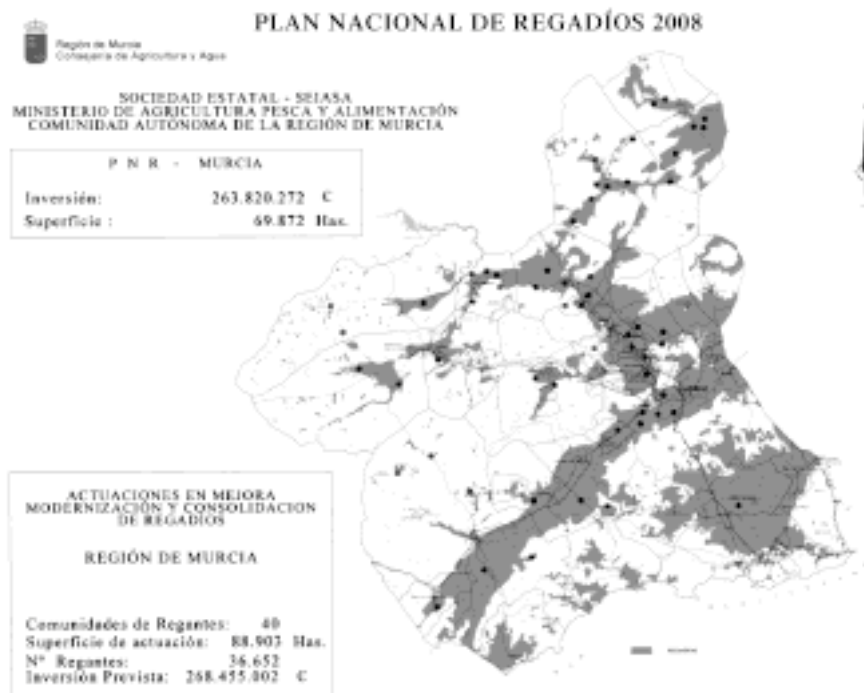 PLAN NACIONAL DE REGADÍOS 2008
Región de Murcia
Consejería de Agricultura y Agua
SOCIEDAD ESTATAL - SEIASA
MINISTERIO DE AGRICULTURA PESCA Y ALIMENTACIÓN
COMUNIDAD AUTÓNOMA DE LA REGIÓN DE MURCIA
P N R - MURCIA
Inversión: 263.820.272 €
Superficie : 69.872 Has.
ACTUACIONES EN MEJORA
MODERNIZACIÓN Y CONSOLIDACION
DE REGADÍOS
REGIÓN DE MURCIA
Comunidades de Regantes: 40
Superficie de actuación: 88.903 Has.
Nº Regantes: 36.652
Inversión Prevista: 268.455.002 €